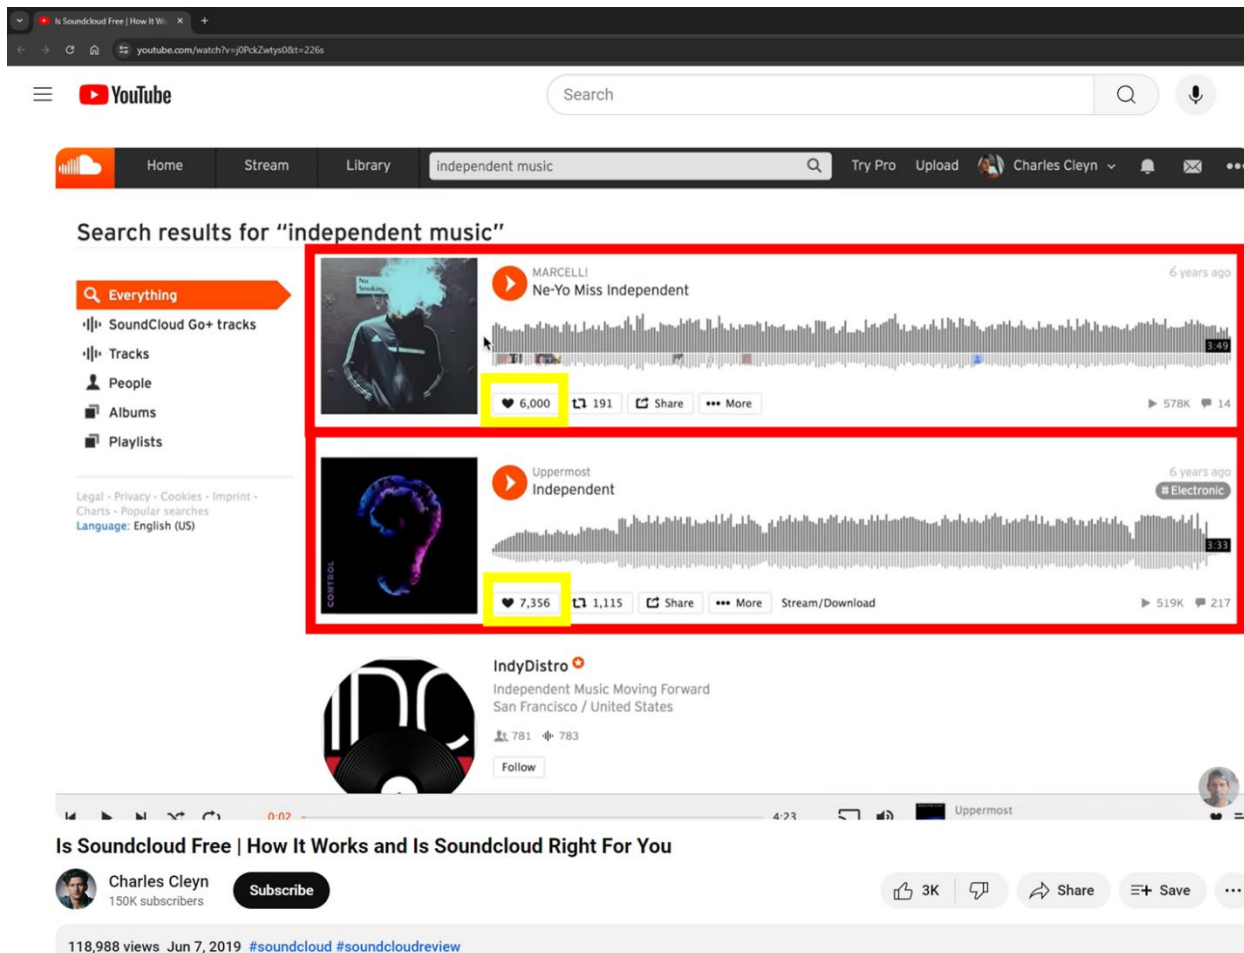 Is Soundcloud Free | How It Wo
youtube.com/watch?v=j0PckZwtys0&t=226s
YouTube
Search
Home Stream Library independent music Try Pro Upload Charles Cleyn
Search results for “independent music”
Everything
SoundCloud Go+ tracks
Tracks
People
Albums
Playlists
Legal - Privacy - Cookies - Imprint -
Charts - Popular searches
Language: English (US)
No
Smoking
MARCELL!
6 years ago
Ne-Yo Miss Independent
3:49
6,000 191 Share More 578K 14
CONTROL
Uppermost
6 years ago
Independent
# Electronic
3:33
7,356 1,115 Share More Stream/Download 519K 217
IndyDistro
Independent Music Moving Forward
San Francisco / United States
781 783
Follow
0:02 4:23 Uppermost
Is Soundcloud Free | How It Works and Is Soundcloud Right For You
Charles Cleyn
150K subscribers
Subscribe
3K Share Save
118,988 views Jun 7, 2019 #soundcloud #soundcloudreview